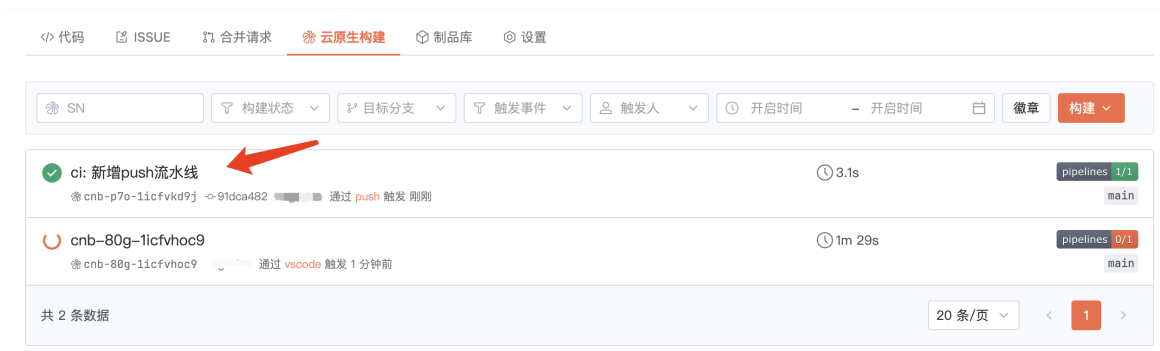 代码 ISSUE 合并请求 云原生构建 制品库 设置
SN 构建状态 目标分支 触发事件 触发人 开启时间 – 开启时间 徽章 构建
ci: 新增push流水线 3.1s pipelines 1/1
cnb-p7o-1icfvkd9j 91dca482 通过 push 触发 刚刚 main
cnb-80g-1icfvhoc9 1m 29s pipelines 0/1
cnb-80g-1icfvhoc9 通过 vscode 触发 1 分钟前 main
共 2 条数据 20 条/页 1